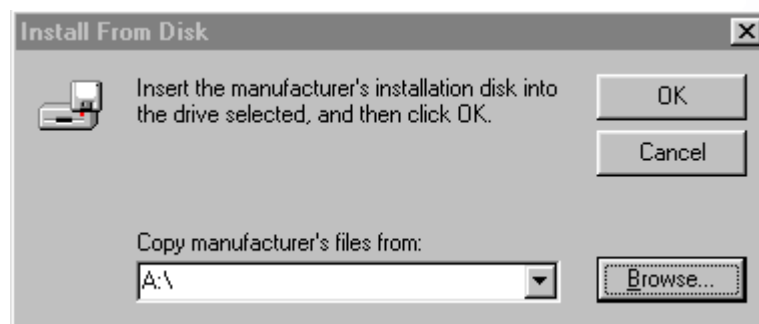 Install From Disk
Insert the manufacturer's installation disk into
the drive selected, and then click OK.
OK
Cancel
Copy manufacturer's files from:
A:\
Browse...